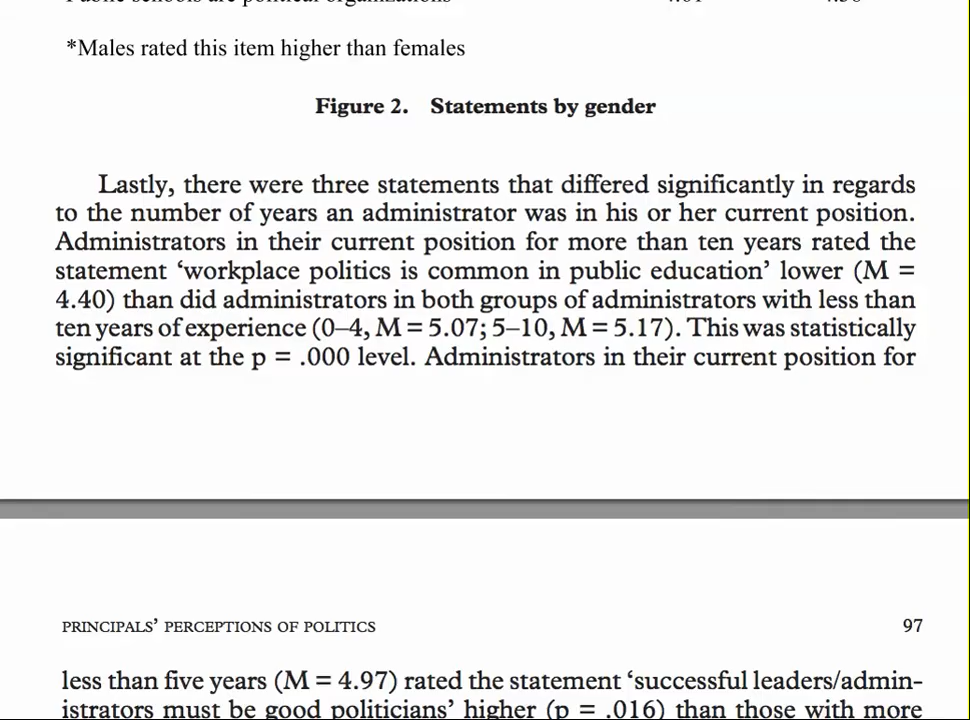 *Males rated this item higher than females
Figure 2. Statements by gender
Lastly, there were three statements that differed significantly in regards
to the number of years an administrator was in his or her current position.
Administrators in their current position for more than ten years rated the
statement ‘workplace politics is common in public education’ lower (M =
4.40) than did administrators in both groups of administrators with less than
ten years of experience (0–4, M = 5.07; 5–10, M = 5.17). This was statistically
significant at the p = .000 level. Administrators in their current position for
PRINCIPALS’ PERCEPTIONS OF POLITICS 97
less than five years (M = 4.97) rated the statement ‘successful leaders/admin-
istrators must be good politicians’ higher (p = .016) than those with more